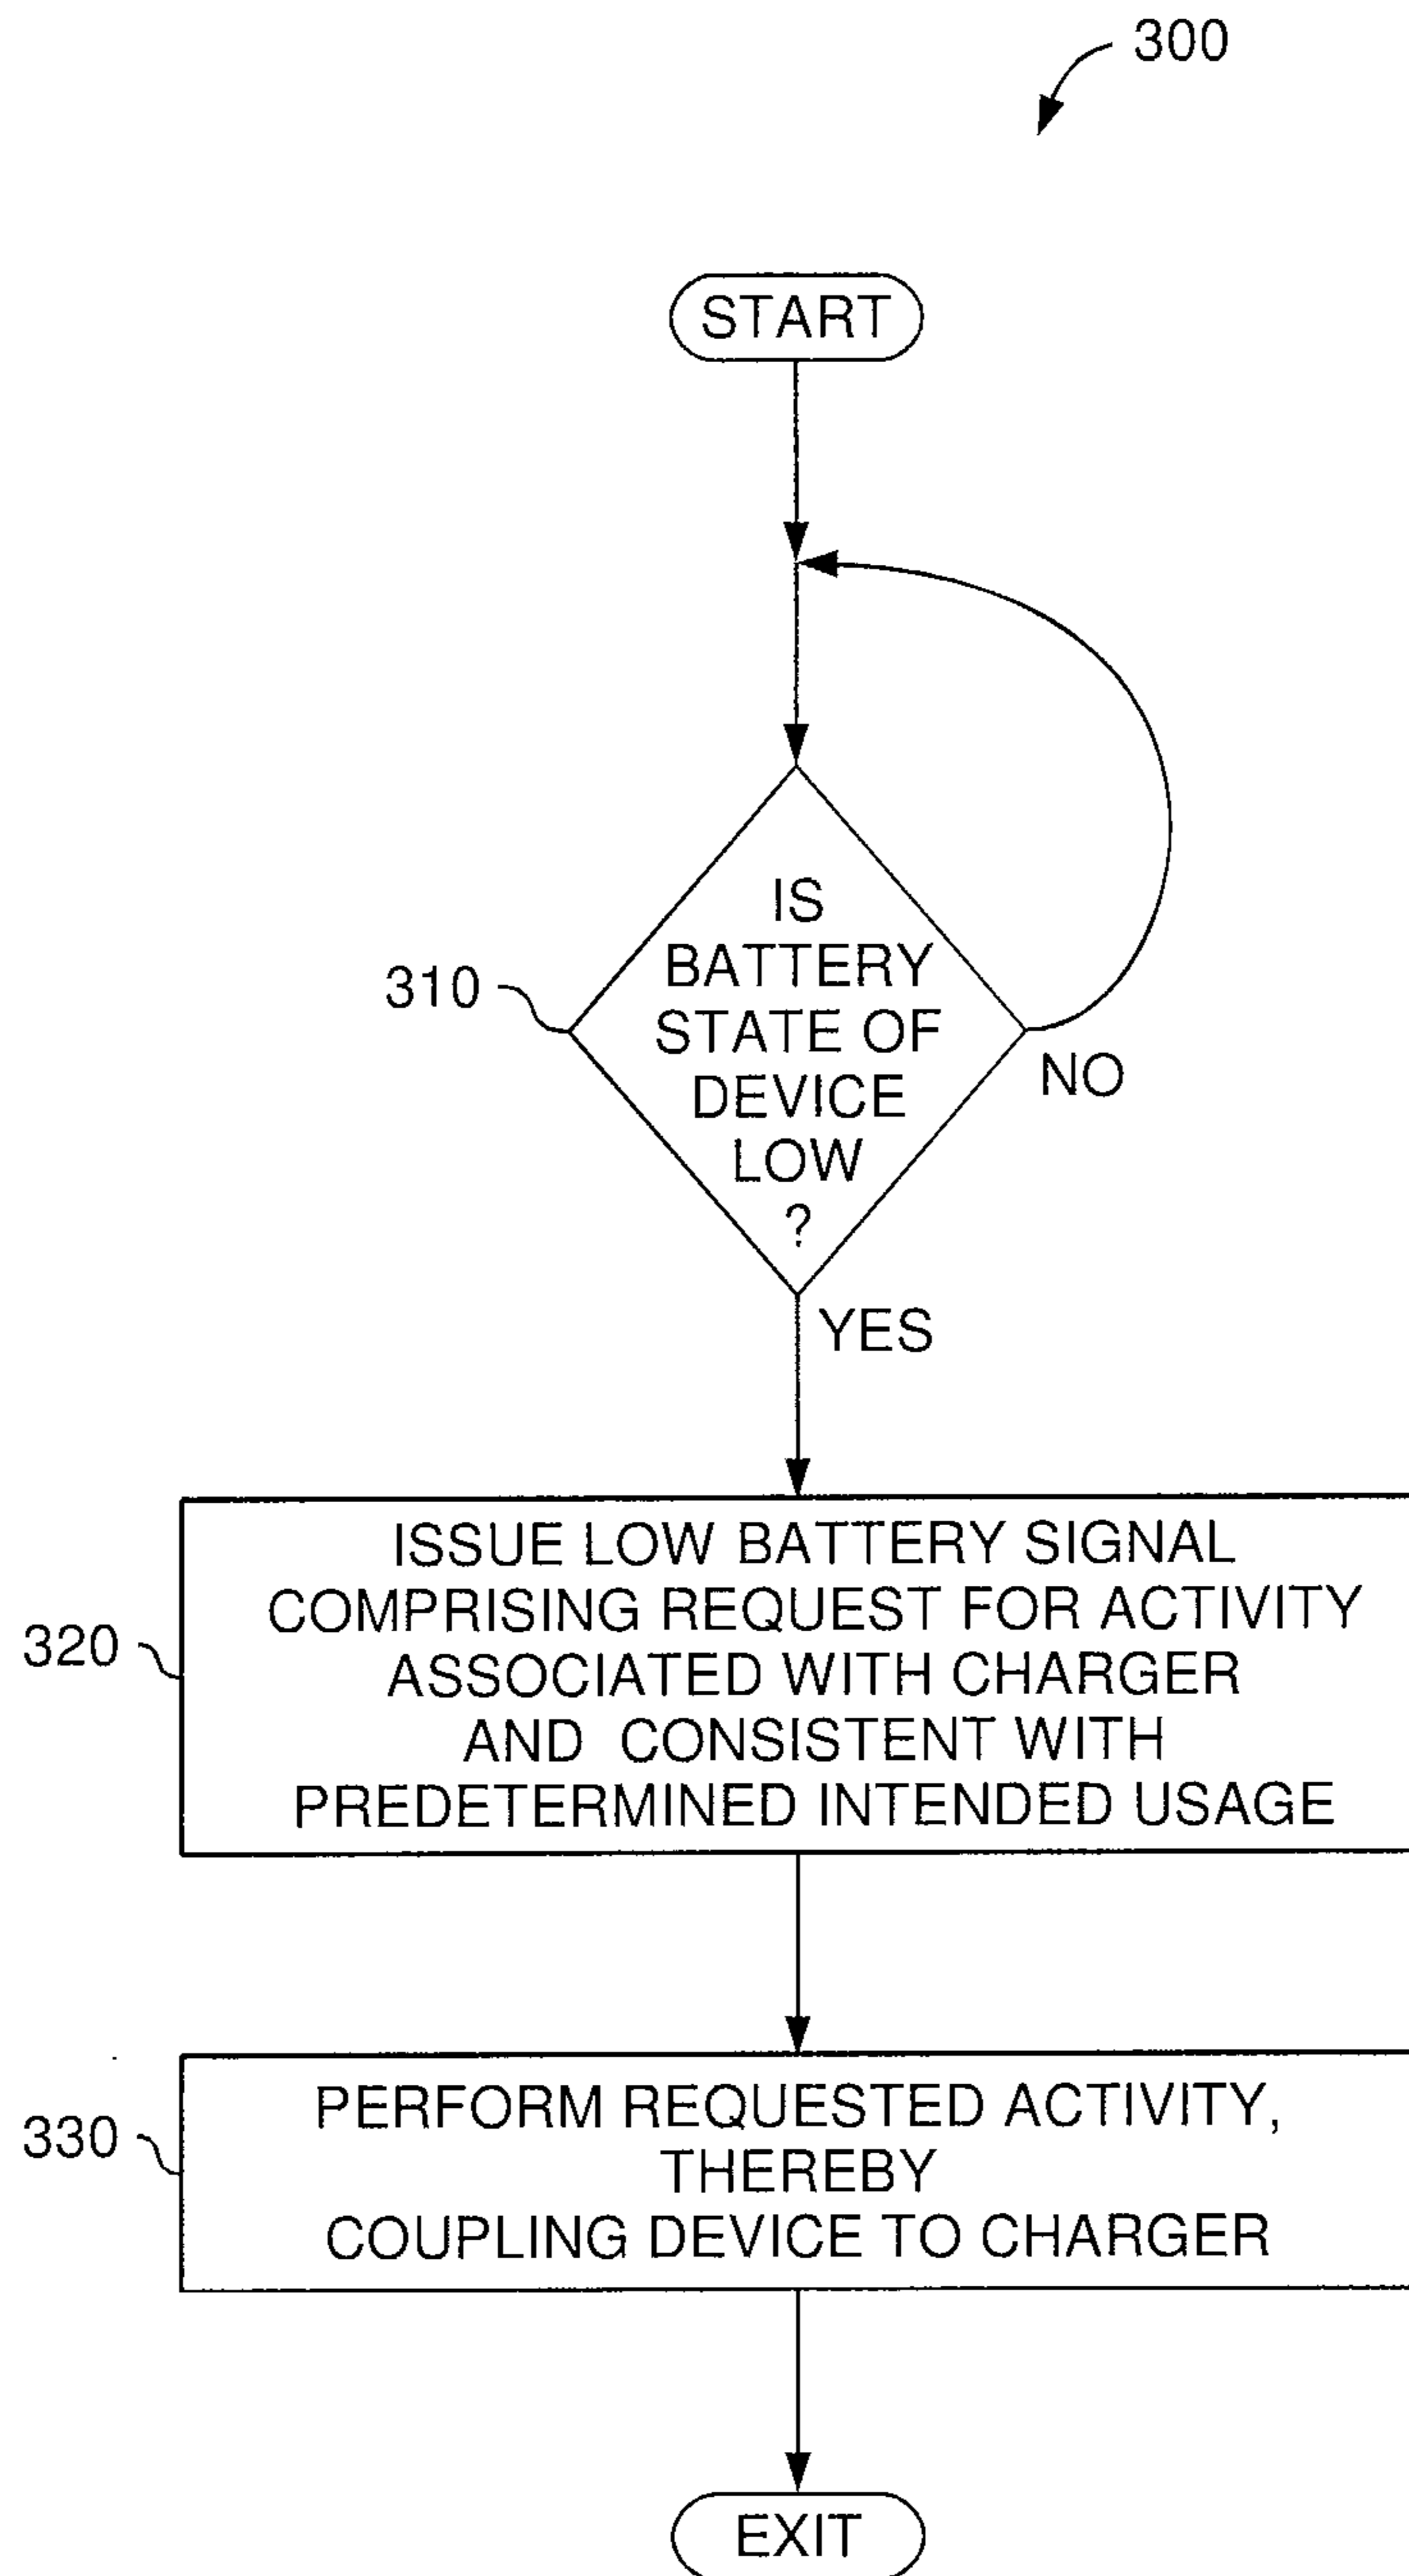 300
START
IS
BATTERY
STATE OF
DEVICE
LOW
?
310
NO
YES
ISSUE LOW BATTERY SIGNAL
COMPRISING REQUEST FOR ACTIVITY
ASSOCIATED WITH CHARGER
AND CONSISTENT WITH
PREDETERMINED INTENDED USAGE
320
PERFORM REQUESTED ACTIVITY,
THEREBY
COUPLING DEVICE TO CHARGER
330
EXIT